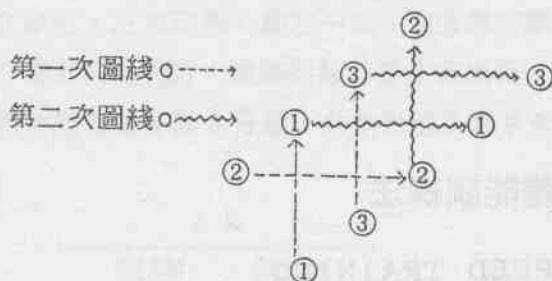 ②
第一次圖綫 ③ ③
第二次圖綫 ① ①
② ②
③
①